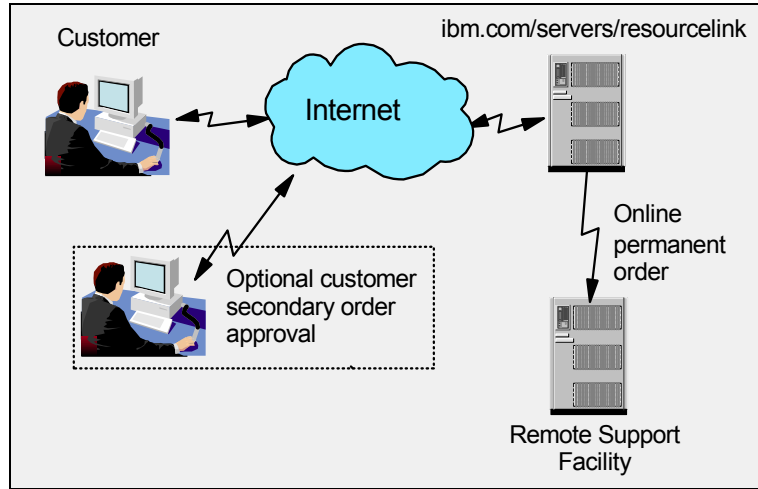 Customer
ibm.com/servers/resourcelink
Internet
Online
permanent
order
Optional customer
secondary order
approval
Remote Support
Facility